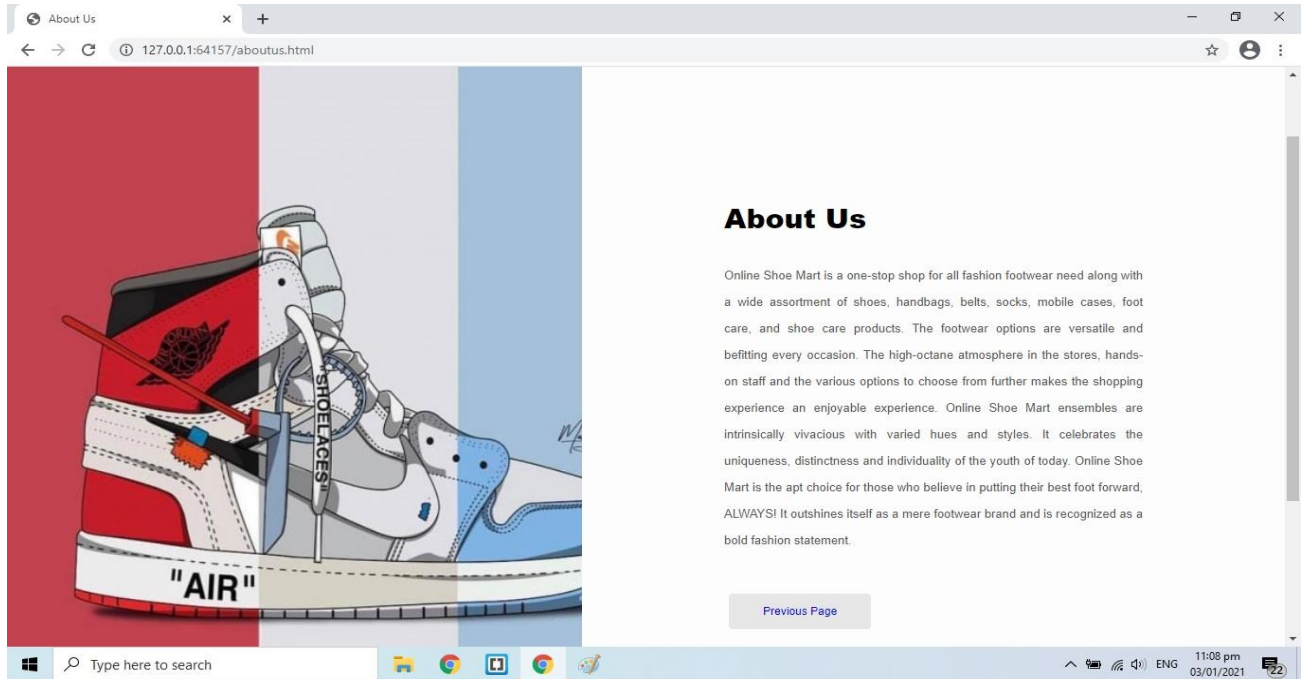 About Us
127.0.0.1:64157/aboutus.html
"SHOELACES"
"AIR"
About Us
Online Shoe Mart is a one-stop shop for all fashion footwear need along with
a wide assortment of shoes, handbags, belts, socks, mobile cases, foot
care, and shoe care products. The footwear options are versatile and
befitting every occasion. The high-octane atmosphere in the stores, hands-
on staff and the various options to choose from further makes the shopping
experience an enjoyable experience. Online Shoe Mart ensembles are
intrinsically vivacious with varied hues and styles. It celebrates the
uniqueness, distinctness and individuality of the youth of today. Online Shoe
Mart is the apt choice for those who believe in putting their best foot forward,
ALWAYS! It outshines itself as a mere footwear brand and is recognized as a
bold fashion statement.
Previous Page
Type here to search
ENG
11:08 pm
03/01/2021
22